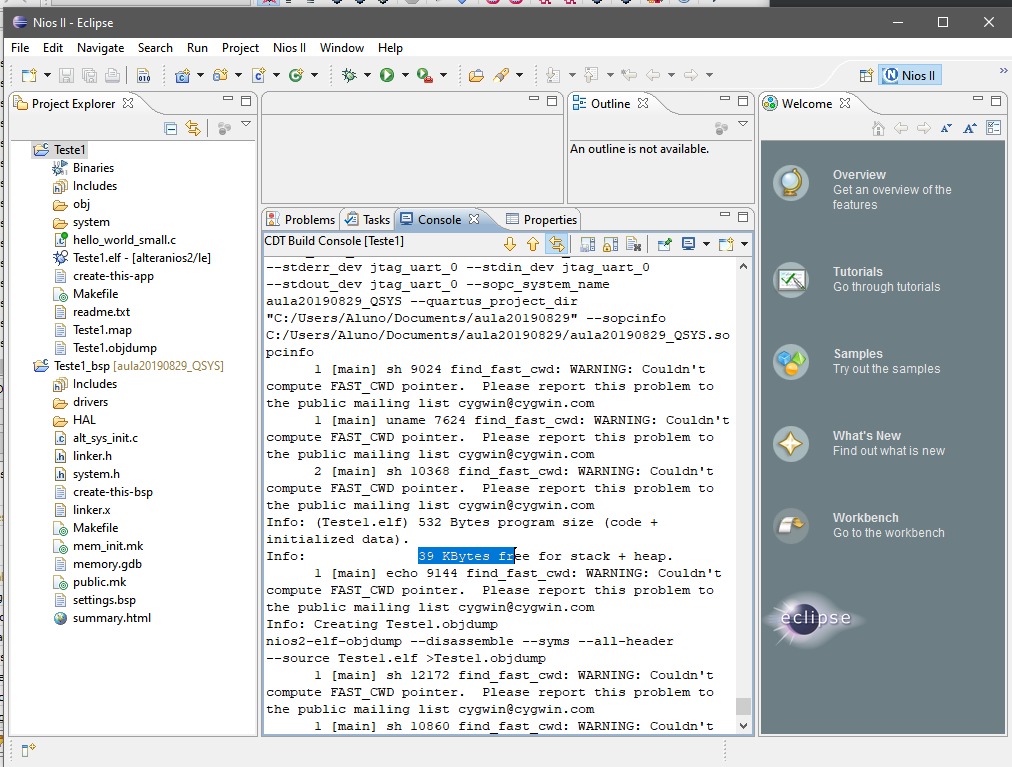 Nios II - Eclipse
File Edit Navigate Search Run Project Nios II Window Help
Nios II
Project Explorer
Teste1
Binaries
Includes
obj
system
hello_world_small.c
Teste1.elf - [alteranios2/le]
create-this-app
Makefile
readme.txt
Teste1.map
Teste1.objdump
Teste1_bsp [aula20190829_QSYS]
Includes
drivers
HAL
alt_sys_init.c
linker.h
system.h
create-this-bsp
linker.x
Makefile
mem_init.mk
memory.gdb
public.mk
settings.bsp
summary.html
Outline
An outline is not available.
Problems Tasks Console Properties
CDT Build Console [Teste1]
--stderr_dev jtag_uart_0 --stdin_dev jtag_uart_0
--stdout_dev jtag_uart_0 --sopc_system_name
aula20190829_QSYS --quartus_project_dir
"C:/Users/Aluno/Documents/aula20190829" --sopcinfo
C:/Users/Aluno/Documents/aula20190829/aula20190829_QSYS.so
pcinfo
1 [main] sh 9024 find_fast_cwd: WARNING: Couldn't
compute FAST_CWD pointer. Please report this problem to
the public mailing list cygwin@cygwin.com
1 [main] uname 7624 find_fast_cwd: WARNING: Couldn't
compute FAST_CWD pointer. Please report this problem to
the public mailing list cygwin@cygwin.com
2 [main] sh 10368 find_fast_cwd: WARNING: Couldn't
compute FAST_CWD pointer. Please report this problem to
the public mailing list cygwin@cygwin.com
Info: (Teste1.elf) 532 Bytes program size (code +
initialized data).
Info: 39 KBytes free for stack + heap.
1 [main] echo 9144 find_fast_cwd: WARNING: Couldn't
compute FAST_CWD pointer. Please report this problem to
the public mailing list cygwin@cygwin.com
Info: Creating Teste1.objdump
nios2-elf-objdump --disassemble --syms --all-header
--source Teste1.elf >Teste1.objdump
1 [main] sh 12172 find_fast_cwd: WARNING: Couldn't
compute FAST_CWD pointer. Please report this problem to
the public mailing list cygwin@cygwin.com
1 [main] sh 10860 find_fast_cwd: WARNING: Couldn't
Welcome
Overview
Get an overview of the
features
Tutorials
Go through tutorials
Samples
Try out the samples
What's New
Find out what is new
Workbench
Go to the workbench
eclipse